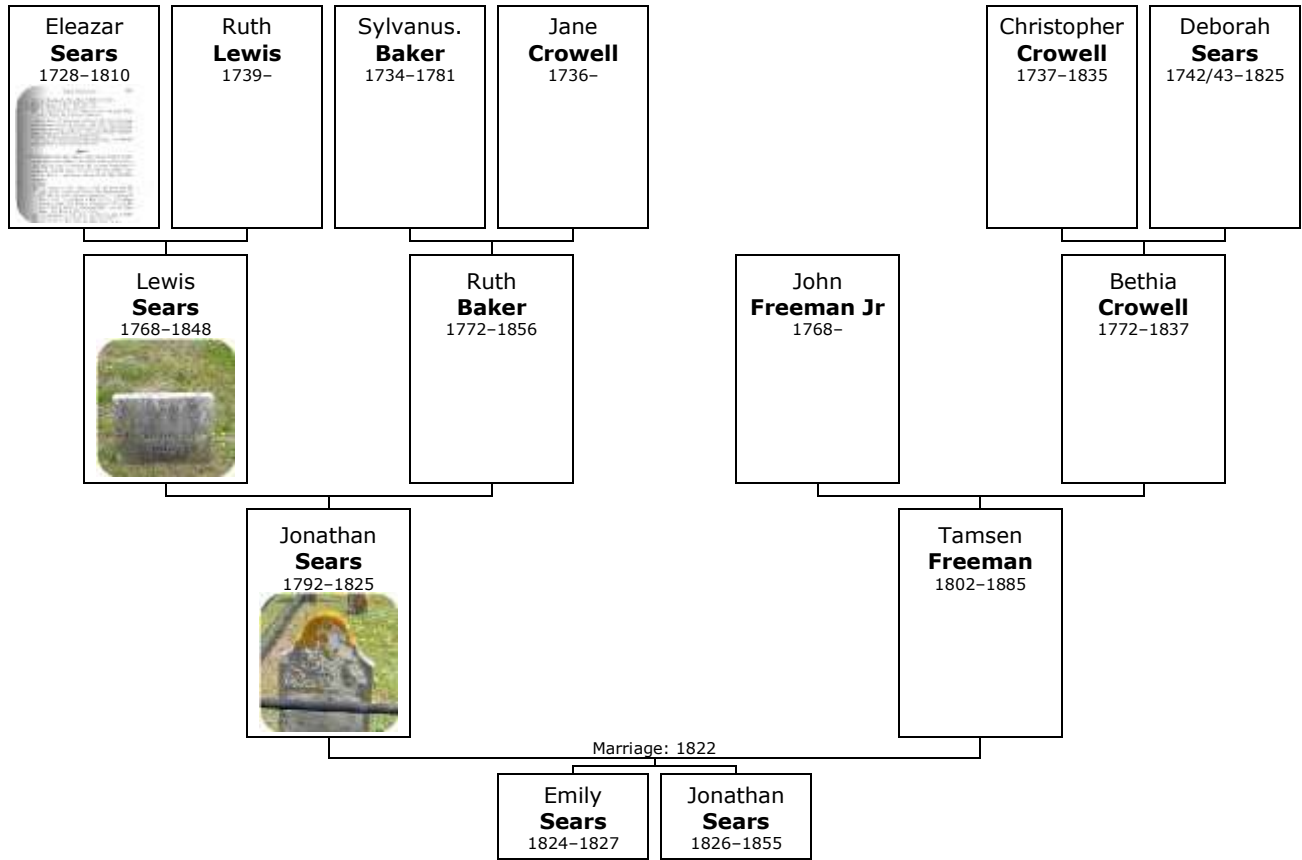 Eleazar
Sears
1728–1810
Ruth
Lewis
1739–
Sylvanus.
Baker
1734–1781
Jane
Crowell
1736–
Christopher
Crowell
1737–1835
Deborah
Sears
1742/43–1825
Lewis
Sears
1768–1848
Ruth
Baker
1772–1856
John
Freeman Jr
1768–
Bethia
Crowell
1772–1837
Jonathan
Sears
1792–1825
Tamsen
Freeman
1802–1885
Marriage: 1822
Emily
Sears
1824–1827
Jonathan
Sears
1826–1855